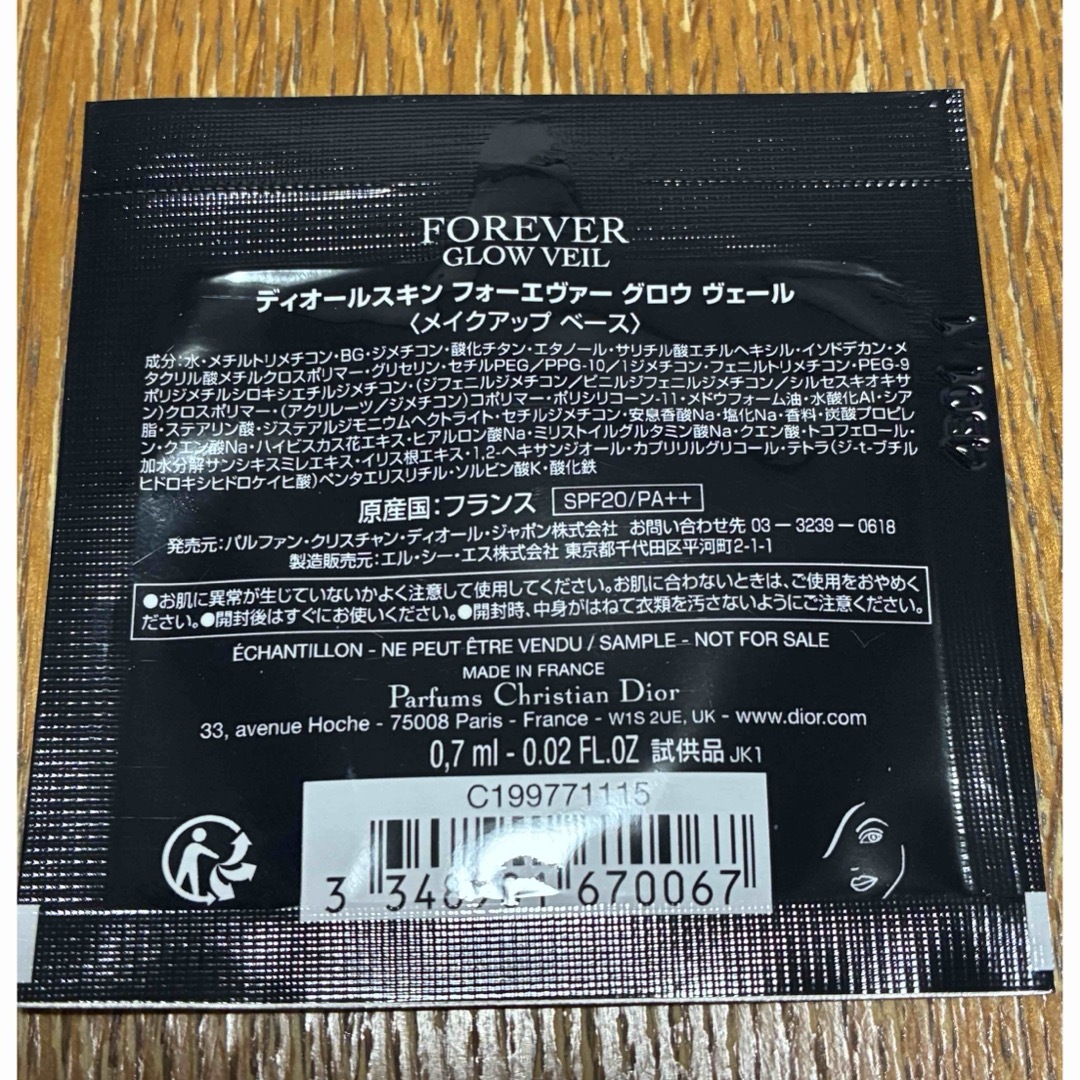 FOREVER
GLOW VEIL
ディオールスキン フォーエヴァー グロウ ヴェール
〈メイクアップ ベース〉
成分:水・メチルトリメチコン・BG・ジメチコン・酸化チタン・エタノール・サリチル酸エチルヘキシル・インドデカン・メ
タクリル酸メチルクロスポリマー・グリセリン・セチルPEG/PPG-10/1ジメチコン・フェニルトリメチコン・PEG-9
ポリジメチルシロキシエチルジメチコン・(ジフェニルジメチコン/ビニルジフェニルジメチコン/シルセスキオキサ
ン)クロスポリマー・(アクリレーツ/ジメチコン)コポリマー・ポリシリコーン-11・メドウフォーム油・水酸化Al・シア
脂・ステアリン酸・ジステアルジモニウムヘクトライト・セチルジメチコン・安息香酸Na・塩化Na・香料・炭酸プロピレ
ン・クエン酸Na・ハイビスカス花エキス・ヒアルロン酸Na・ミリストイルグルタミン酸Na・クエン酸・トコフェロール・
加水分解サンシキスミレエキス・イリス根エキス・1,2-ヘキサンジオール・カプリリルグリコール・テトラ(ジ-t-ブチル
ヒドロキシヒドロケイヒ酸)ペンタエリスリチル・ソルビン酸K・酸化鉄
原産国:フランス SPF20/PA++
発売元:パルファン・クリスチャン・ディオール・ジャポン株式会社 お問い合わせ先 03-3239-0618
製造販売元:エル・シー・エス株式会社 東京都千代田区平河町2-1-1
●お肌に異常が生じていないかよく注意して使用してください。お肌に合わないときは、ご使用をおやめく
ださい。●開封後はすぐにお使いください。●開封時、中身がはねて衣類を汚さないようにご注意ください。
ÉCHANTILLON - NE PEUT ÊTRE VENDU / SAMPLE - NOT FOR SALE
MADE IN FRANCE
Parfums Christian Dior
33, avenue Hoche - 75008 Paris - France - W1S 2UE, UK - www.dior.com
0,7 ml - 0.02 FL.OZ 試供品 JK1
C199771115
3 348901 670067